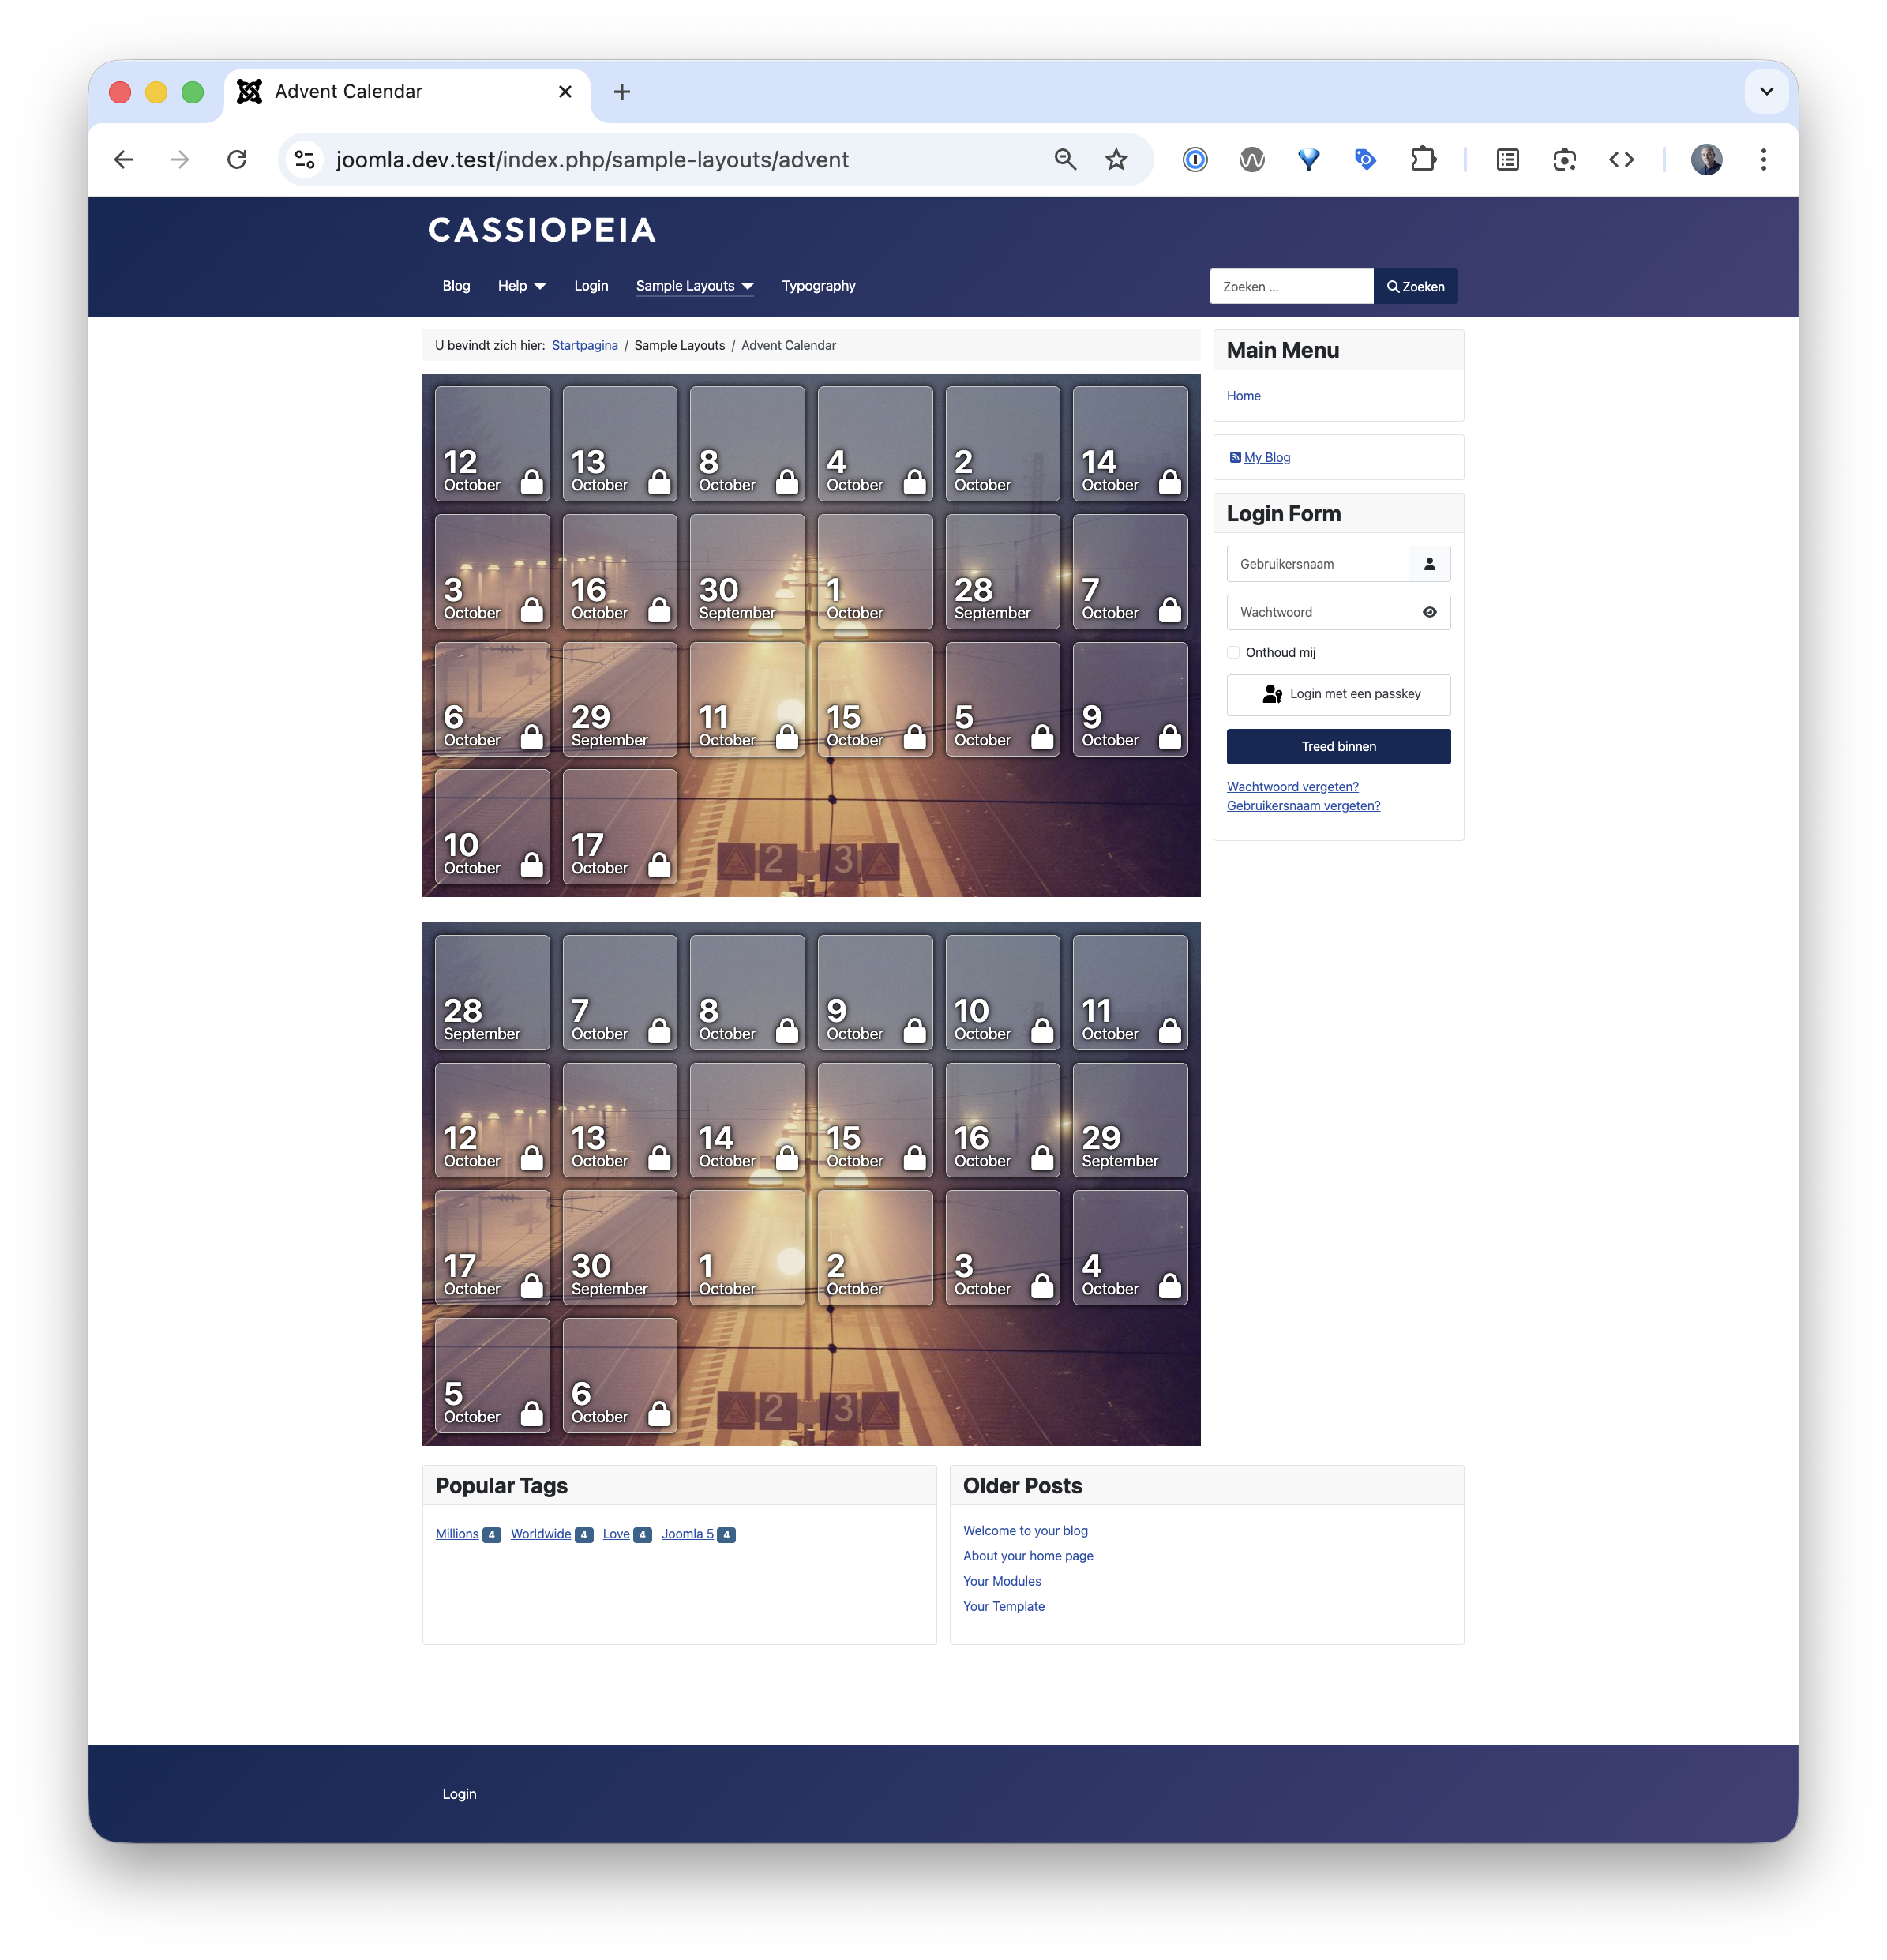 Advent Calendar
joomla.dev.test/index.php/sample-layouts/advent
CASSIOPEIA
Blog Help Login Sample Layouts Typography
Zoeken ... Zoeken
U bevindt zich hier: Startpagina / Sample Layouts / Advent Calendar
12 13 8 4 2 14
October October October October October October
3 16 30 1 28 7
October October September October September October
6 29 11 15 5 9
October September October October October October
10 17
October October
2 3
28 7 8 9 10 11
September October October October October October
12 13 14 15 16 29
October October October October October September
17 30 1 2 3 4
October September October October October October
5 6
October October
2 3
Main Menu
Home
My Blog
Login Form
Gebruikersnaam
Wachtwoord
Onthoud mij
Login met een passkey
Treed binnen
Wachtwoord vergeten?
Gebruikersnaam vergeten?
Popular Tags
Millions 4 Worldwide 4 Love 4 Joomla 5 4
Older Posts
Welcome to your blog
About your home page
Your Modules
Your Template
Login